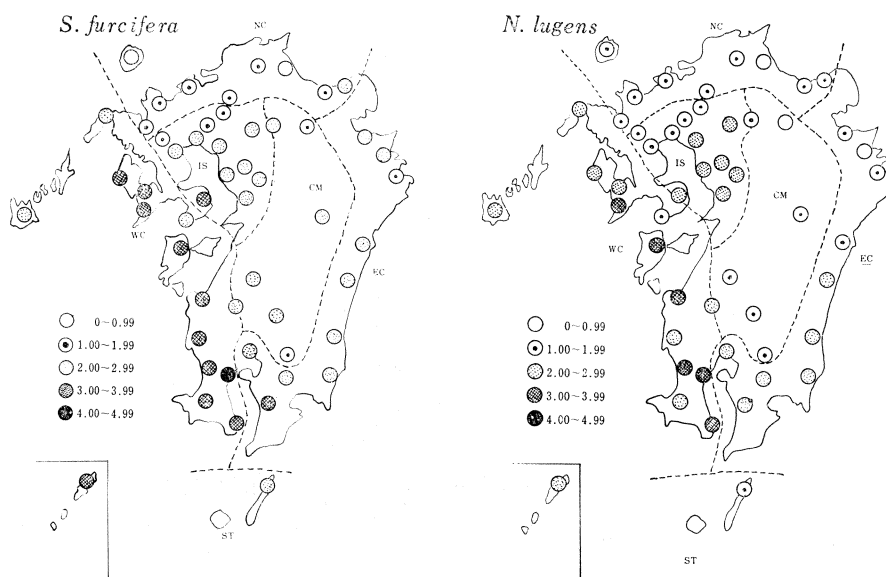 S. furcifera
NC
IS
CM
WC
EC
0~0.99
1.00~1.99
2.00~2.99
3.00~3.99
4.00~4.99
ST
N. lugens
NC
IS
CM
WC
EC
0~0.99
1.00~1.99
2.00~2.99
3.00~3.99
4.00~4.99
ST